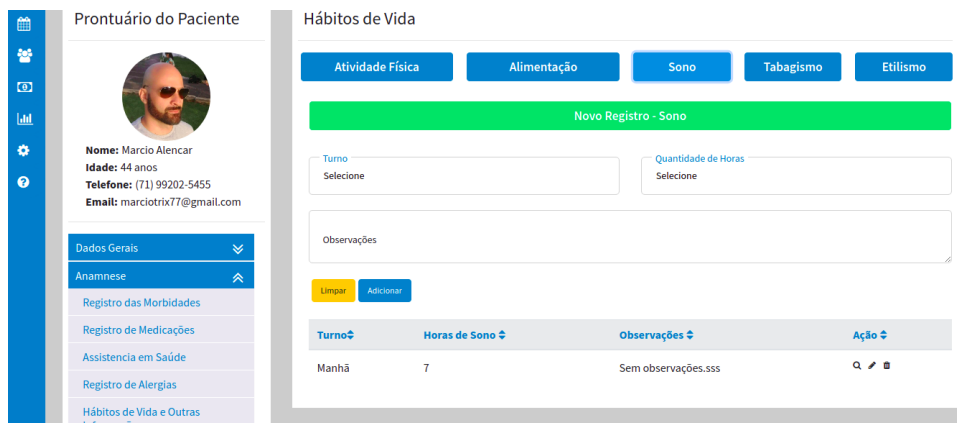 Prontuário do Paciente
Nome: Marcio Alencar
Idade: 44 anos
Telefone: (71) 99202-5455
Email: marciotrix77@gmail.com
Dados Gerais
Anamnese
Registro das Morbidades
Registro de Medicações
Assistencia em Saúde
Registro de Alergias
Hábitos de Vida e Outras
Hábitos de Vida
Atividade Física Alimentação Sono Tabagismo Etilismo
Novo Registro - Sono
Turno Quantidade de Horas
Selecione Selecione
Observações
Limpar Adicionar
Turno Horas de Sono Observações Ação
Manhã 7 Sem observações.sss